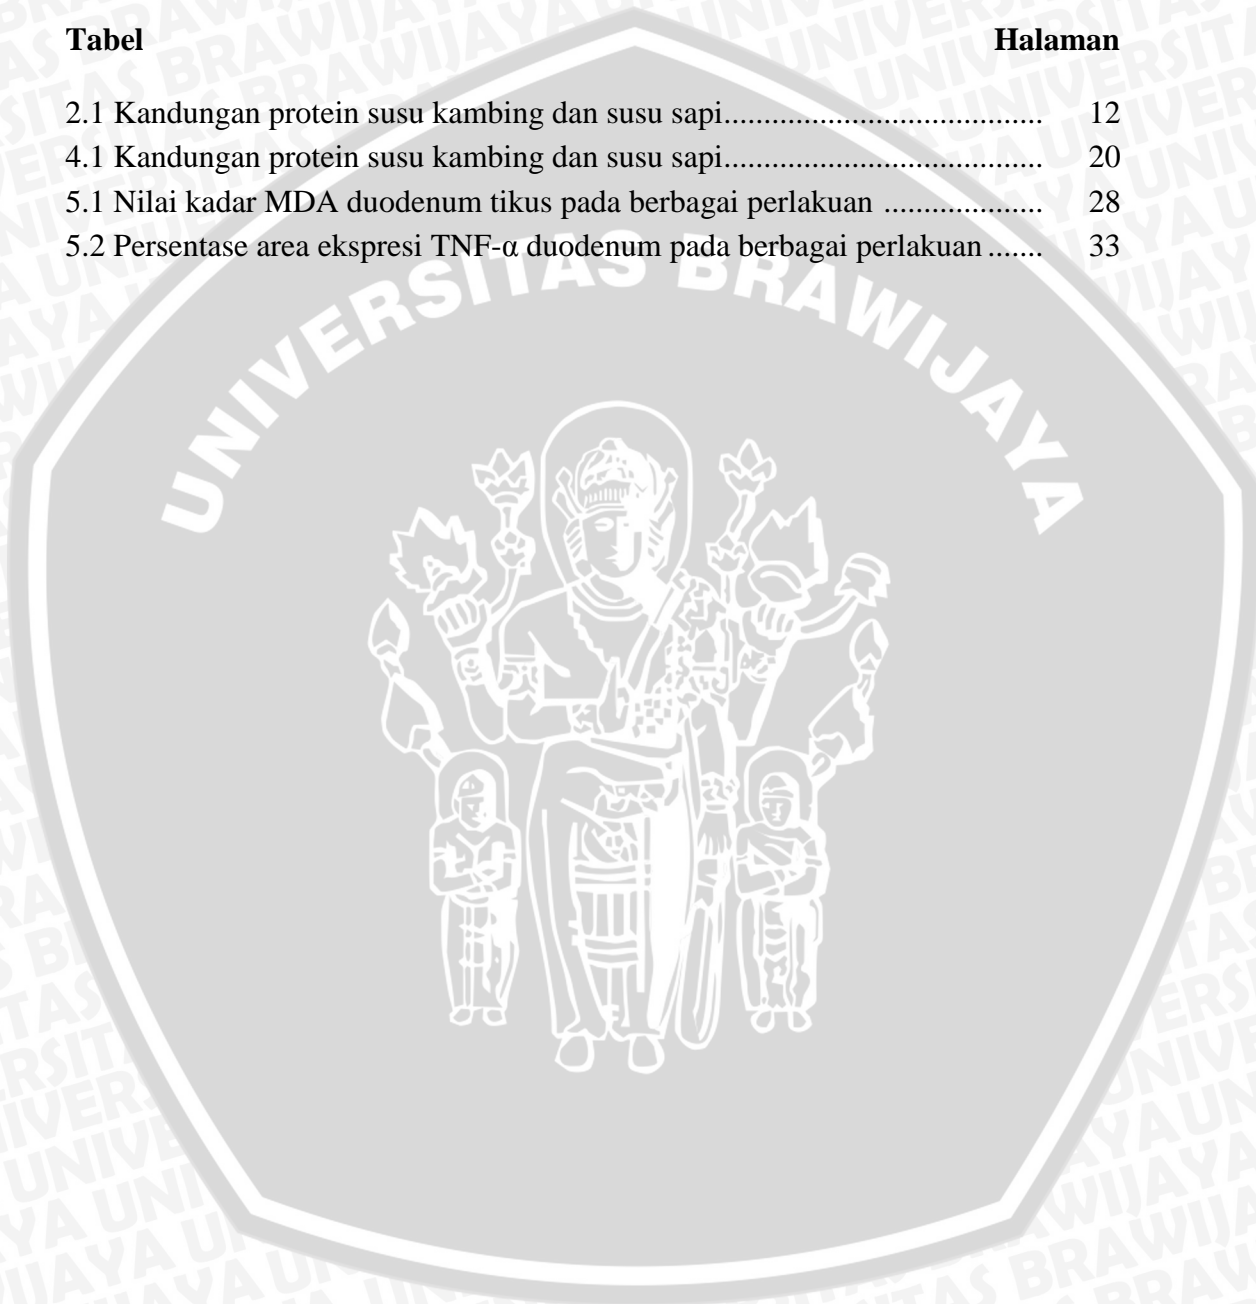 Tabel Halaman
2.1 Kandungan protein susu kambing dan susu sapi........................................ 12
4.1 Kandungan protein susu kambing dan susu sapi........................................ 20
5.1 Nilai kadar MDA duodenum tikus pada berbagai perlakuan .................... 28
5.2 Persentase area ekspresi TNF-α duodenum pada berbagai perlakuan ....... 33
UNIVERSITAS BRAWIJAYA